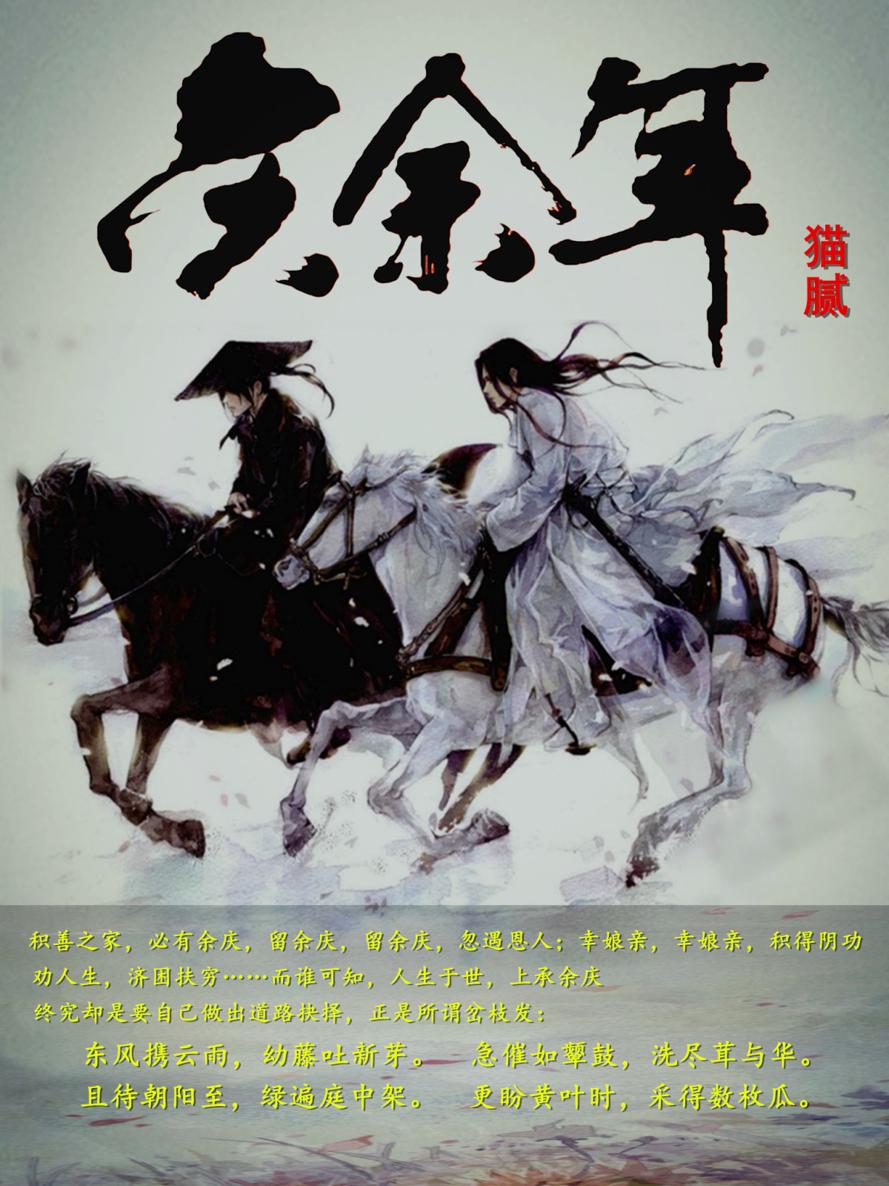 庆余年
猫腻
积善之家，必有余庆，留余庆，留余庆，忽遇恩人；幸娘亲，幸娘亲，积得阴功
劝人生，济困扶穷……而谁可知，人生于世，上承余庆
终究却是要自己做出道路抉择，正是所谓岔枝发：
东风携云雨，幼藤吐新芽。 急催如颦鼓，洗尽茸与华。
且待朝阳至，绿遍庭中架。 更盼黄叶时，采得数枚瓜。